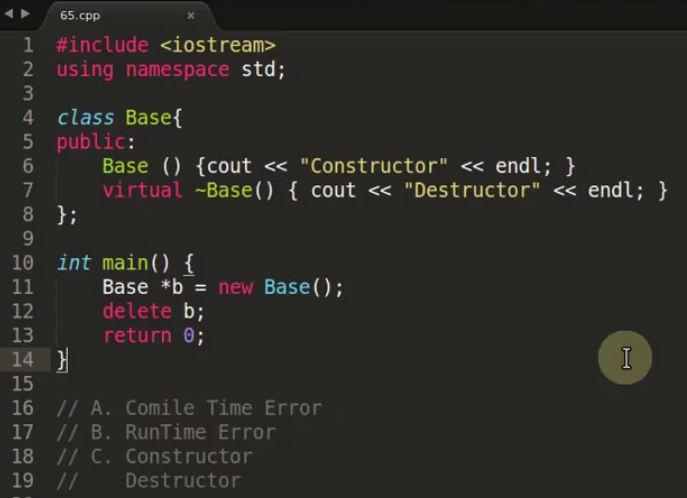 65.cpp
1 #include <iostream>
2 using namespace std;
3
4 class Base{
5 public:
6     Base () {cout << "Constructor" << endl; }
7     virtual ~Base() { cout << "Destructor" << endl; }
8 };
9
10 int main() {
11     Base *b = new Base();
12     delete b;
13     return 0;
14 }
15
16 // A. Comile Time Error
17 // B. RunTime Error
18 // C. Constructor
19 //    Destructor